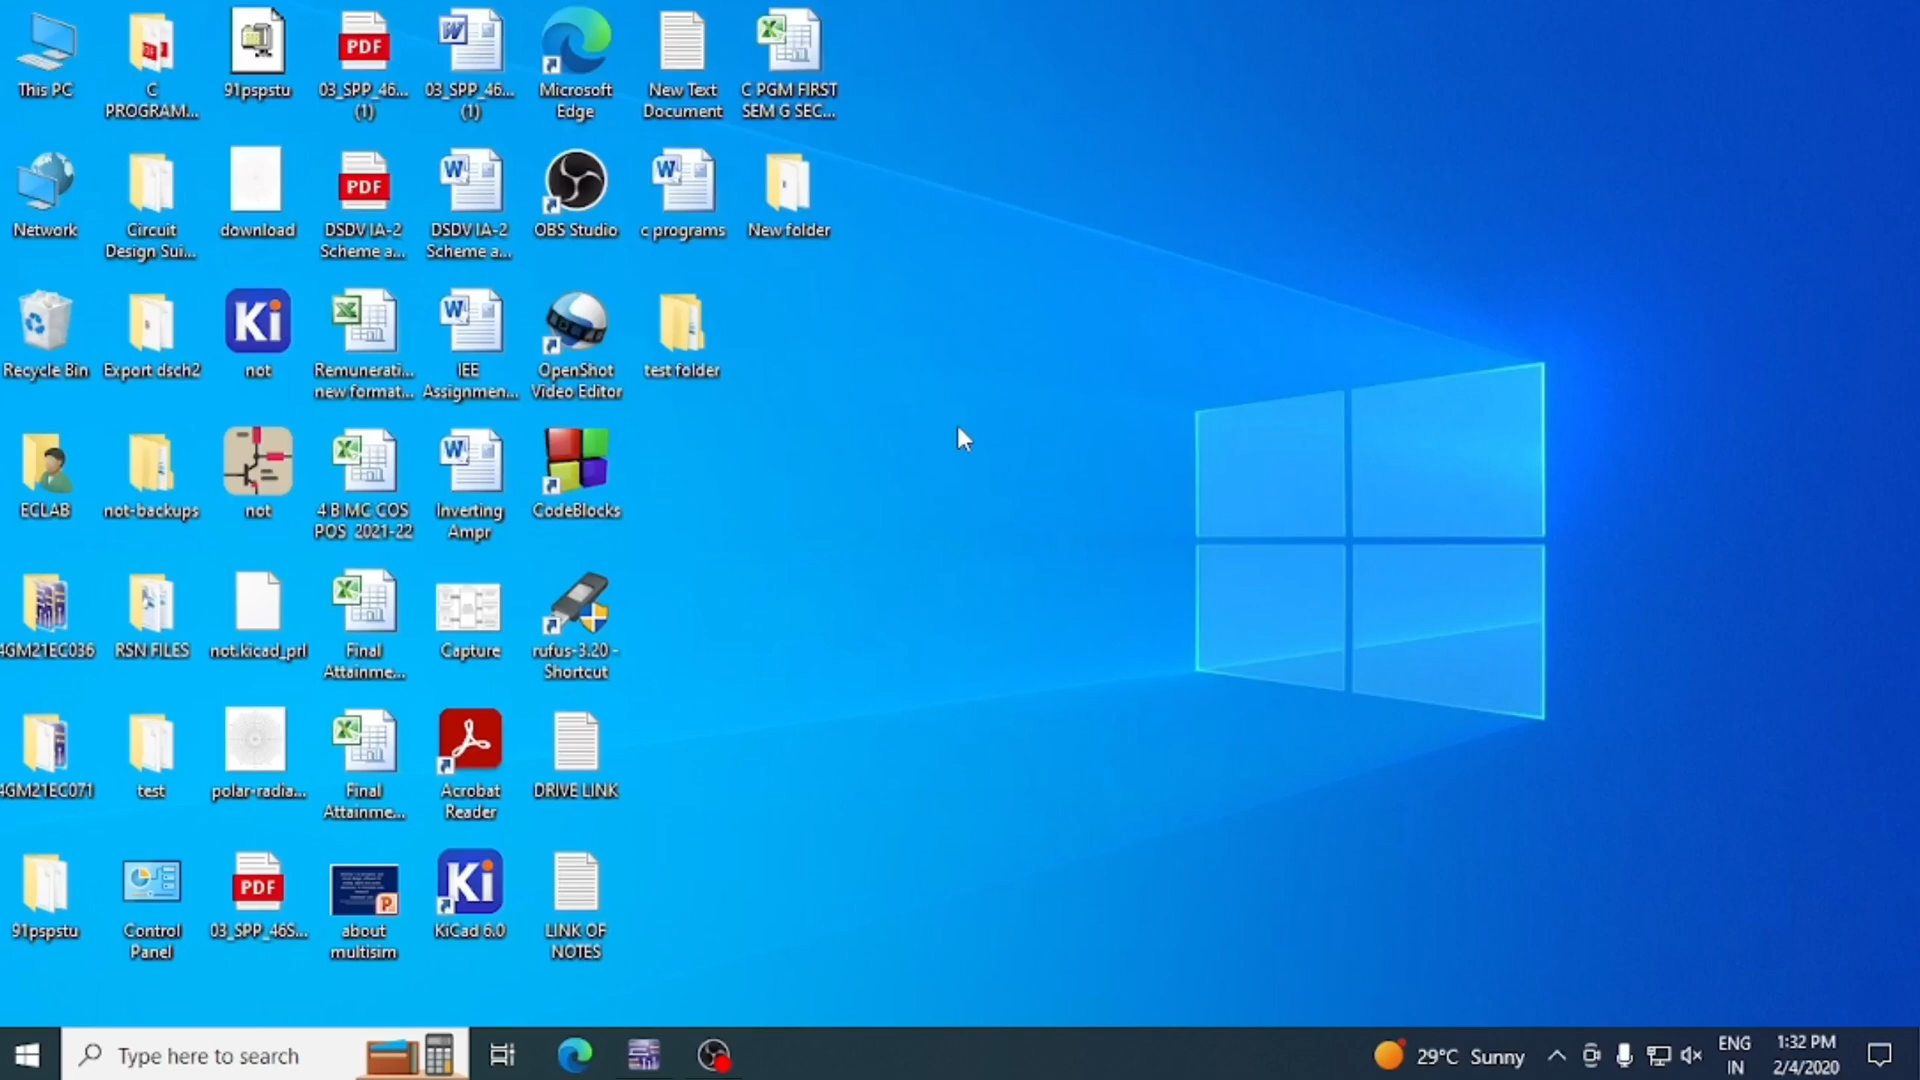 This PC
C
PROGRAM...
91pspstu
PDF
03_SPP_46...
(1)
03_SPP_46...
(1)
Microsoft
Edge
New Text
Document
C PGM FIRST
SEM G SEC...
Network
Circuit
Design Sui...
download
PDF
DSDV IA-2
Scheme a...
DSDV IA-2
Scheme a...
OBS Studio
c programs
New folder
Recycle Bin
Export dsch2
Ki
not
Remunerati...
new format...
IEE
Assignmen...
OpenShot
Video Editor
test folder
ECLAB
not-backups
not
4 B MC COS
POS 2021-22
Inverting
Ampr
CodeBlocks
4GM21EC036
RSN FILES
not.kicad_prl
Final
Attainme...
Capture
rufus-3.20 -
Shortcut
4GM21EC071
test
polar-radia...
Final
Attainme...
Acrobat
Reader
DRIVE LINK
91pspstu
Control
Panel
PDF
03_SPP_46S...
about
multisim
Ki
KiCad 6.0
LINK OF
NOTES
Type here to search
29°C Sunny
ENG
IN
1:32 PM
2/4/2020